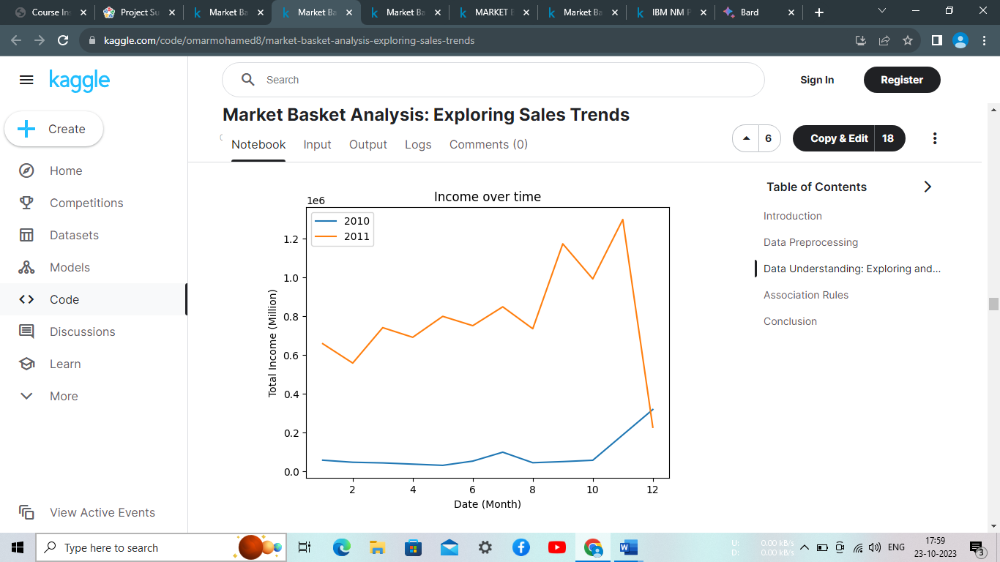 Course Ins
Project Su
Market Ba
Market Ba
Market Ba
MARKET B
Market Ba
IBM NM P
Bard
kaggle.com/code/omarmohamed8/market-basket-analysis-exploring-sales-trends
kaggle
Search
Sign In
Register
Create
Home
Competitions
Datasets
Models
Code
Discussions
Learn
More
View Active Events
Market Basket Analysis: Exploring Sales Trends
Notebook Input Output Logs Comments (0)
6
Copy & Edit 18
Income over time
1e6
2010
2011
1.2
1.0
0.8
0.6
0.4
0.2
0.0
Total Income (Million)
2 4 6 8 10 12
Date (Month)
Table of Contents
Introduction
Data Preprocessing
Data Understanding: Exploring and...
Association Rules
Conclusion
Type here to search
U: 0.00 kB/s
D: 0.00 kB/s
ENG
17:59
23-10-2023
3